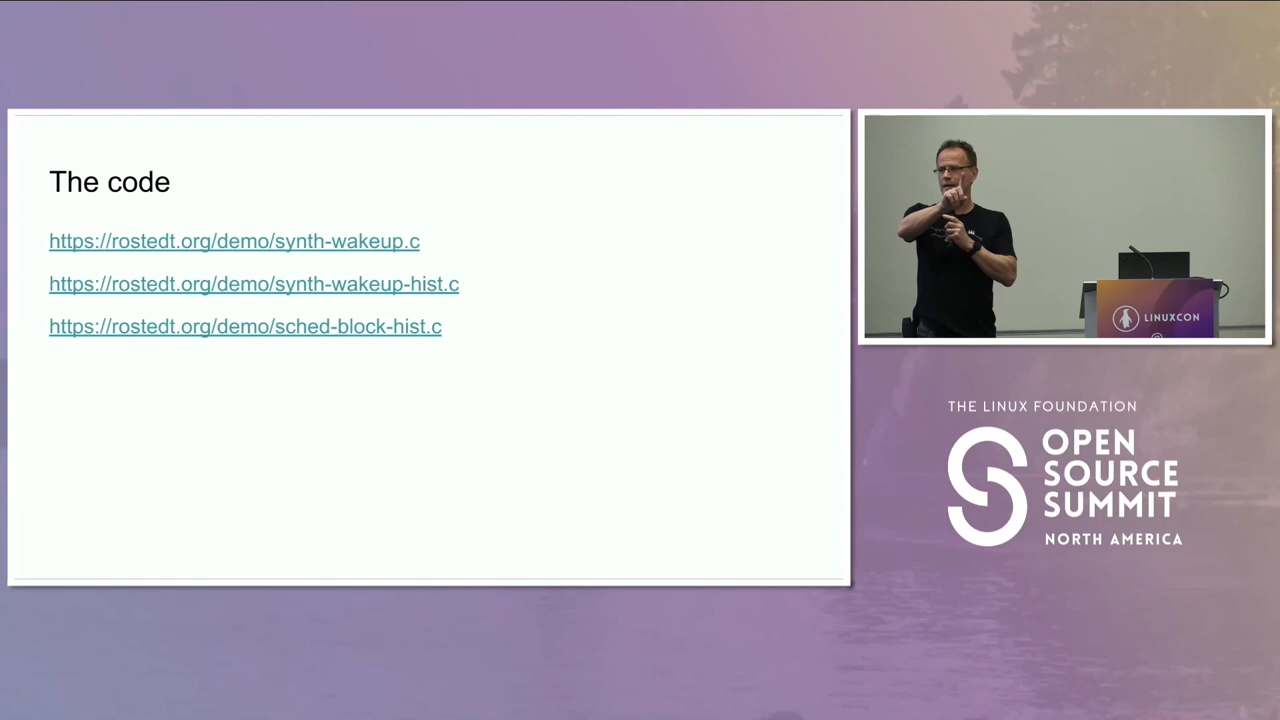 The code
https://rostedt.org/demo/synth-wakeup.c
https://rostedt.org/demo/synth-wakeup-hist.c
https://rostedt.org/demo/sched-block-hist.c
LINUXCON
THE LINUX FOUNDATION
OPEN
SOURCE
SUMMIT
NORTH AMERICA